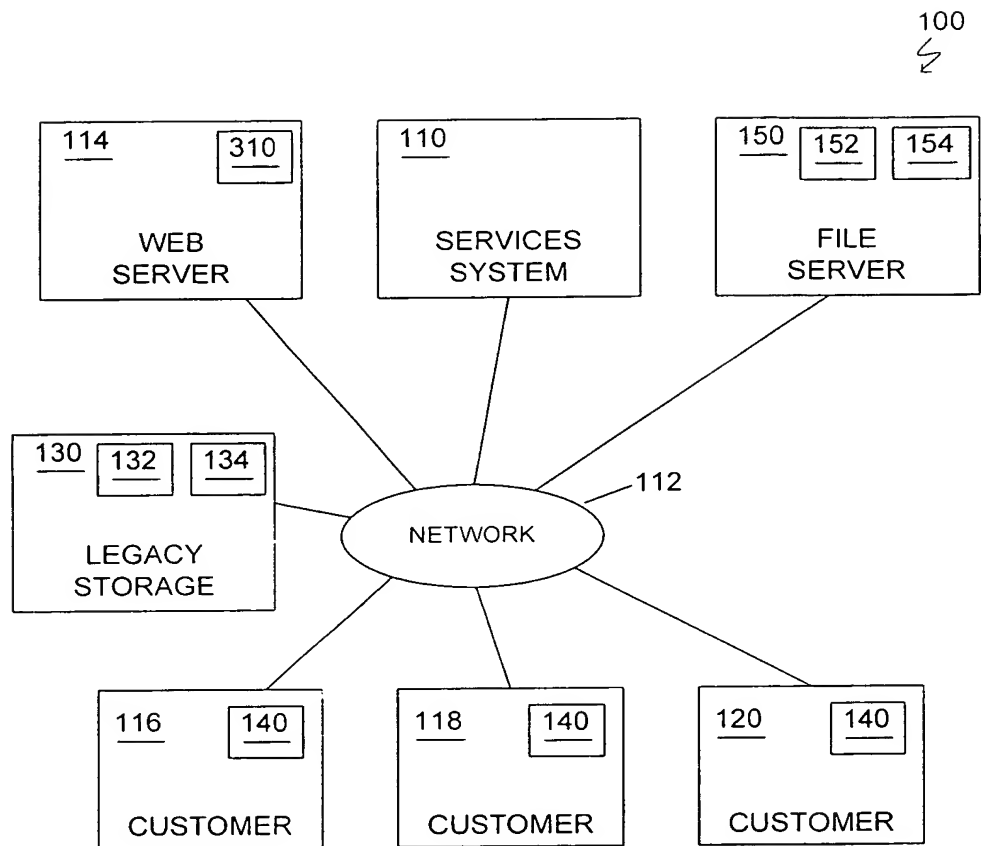 100
114
310
WEB
SERVER
110
SERVICES
SYSTEM
150
152
154
FILE
SERVER
130
132
134
LEGACY
STORAGE
NETWORK
112
116
140
CUSTOMER
118
140
CUSTOMER
120
140
CUSTOMER